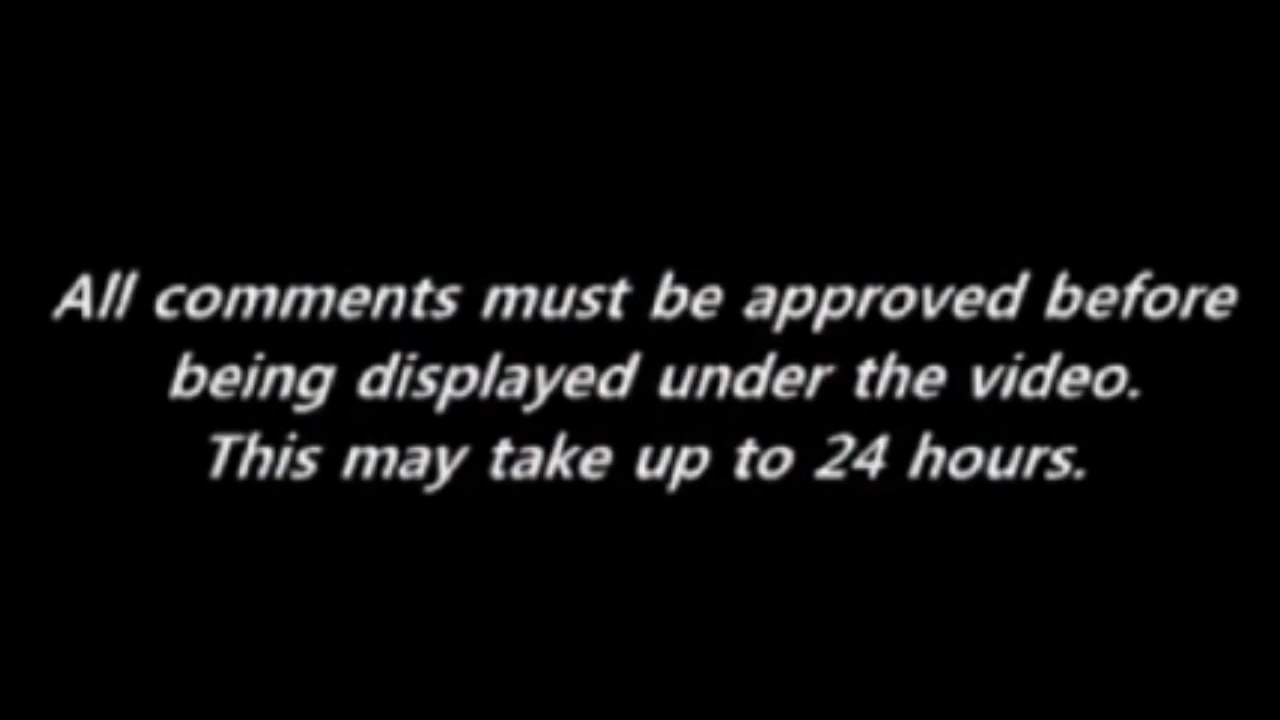 All comments must be approved before
being displayed under the video.
This may take up to 24 hours.